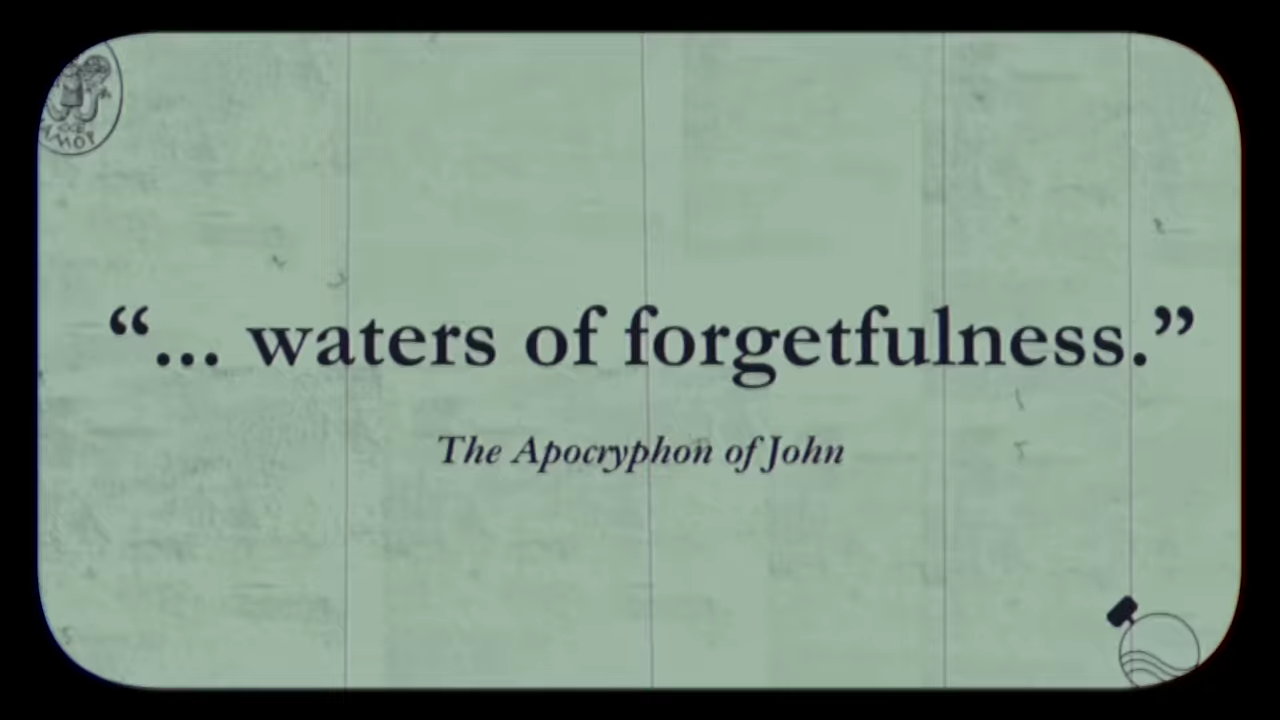 “... waters of forgetfulness.”
The Apocryphon of John